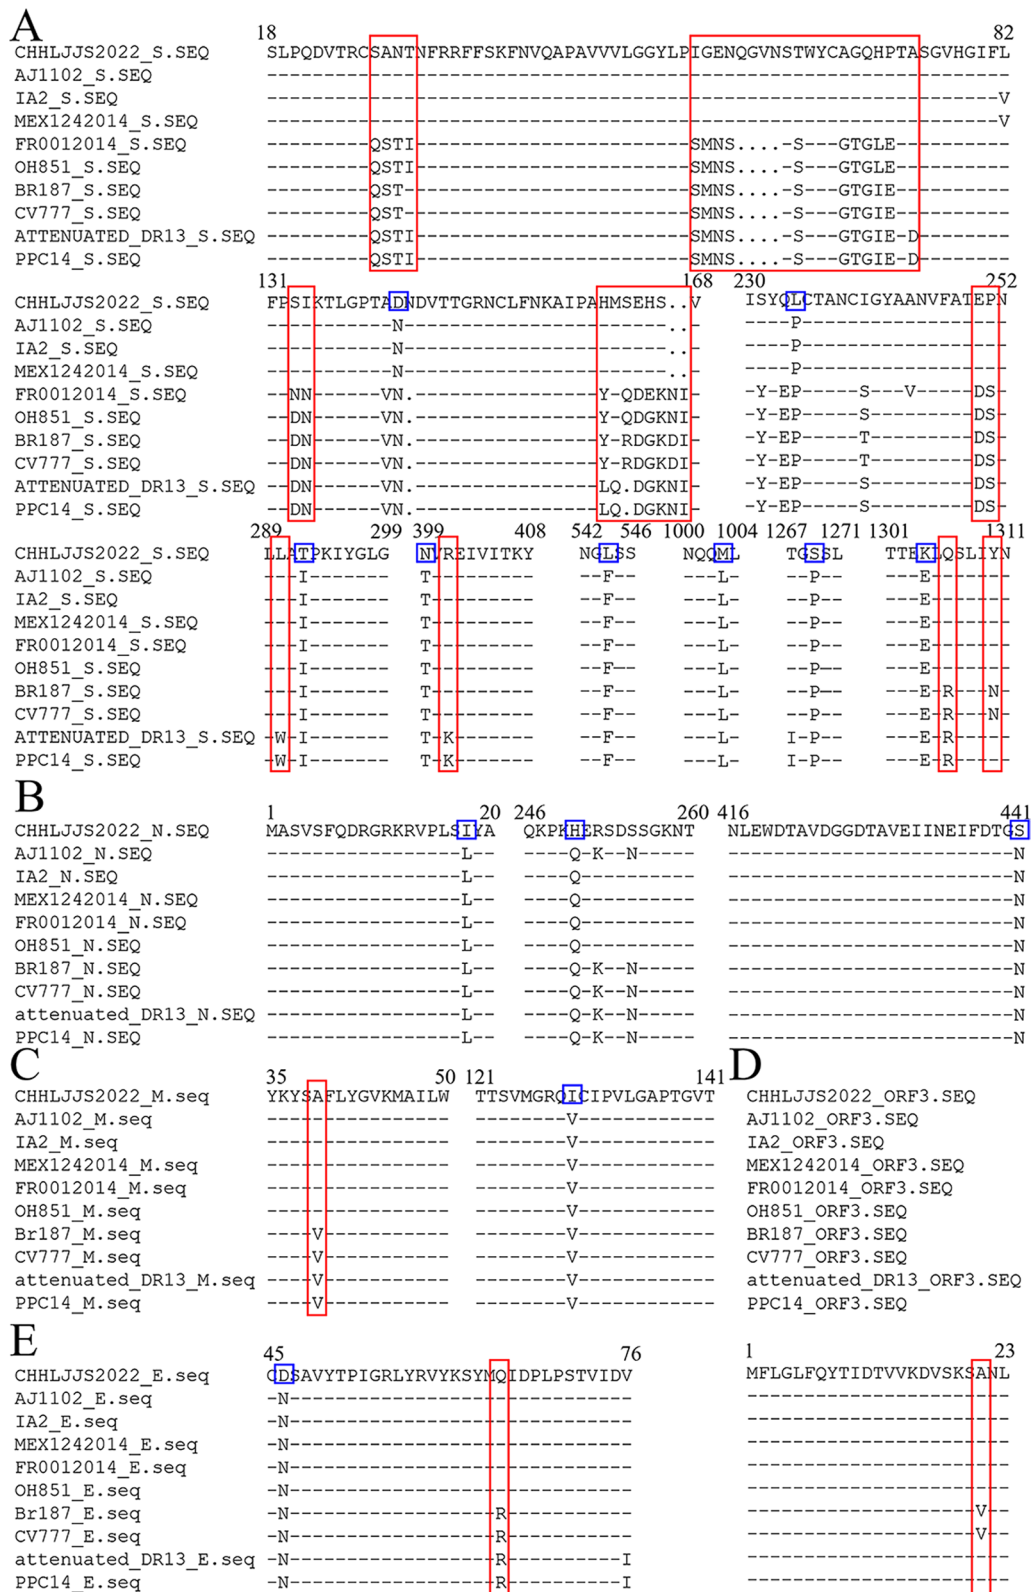 A
18 82
CHHLJJS2022_S.SEQ SLPQDVTRCSANTNFRRFFSKFNVQAPAVVVLGGYLPIGENQGVNSTWYCAGQHPTASGVHGIFL
AJ1102_S.SEQ -----------------------------------------------------------------
IA2_S.SEQ ----------------------------------------------------------------V
MEX1242014_S.SEQ ----------------------------------------------------------------V
FR0012014_S.SEQ ---------QSTI------------------------SMNS....-S---GTGLE----------
OH851_S.SEQ ---------QSTI------------------------SMNS....-S---GTGLE----------
BR187_S.SEQ ---------QST-------------------------SMNS....-S---GTGIE----------
CV777_S.SEQ ---------QST-------------------------SMNS....-S---GTGIE----------
ATTENUATED_DR13_S.SEQ ---------QSTI------------------------SMNS....-S---GTGIE-D--------
PPC14_S.SEQ ---------QSTI------------------------SMNS....-S---GTGIE-D--------
131 168 230 252
CHHLJJS2022_S.SEQ FPSIKTLGPTADNDVTTGRNCLFNKAIPAHMSEHS..V ISYQLCTANCIGYAANVFATEPN
AJ1102_S.SEQ -----------N-----------------------..- ----P------------------
IA2_S.SEQ -----------N-----------------------..- ----P------------------
MEX1242014_S.SEQ -----------N-----------------------..- ----P------------------
FR0012014_S.SEQ --NN------VN.----------------Y-QDEKNI- -Y-EP-----S---V-----DS-
OH851_S.SEQ --DN------VN.----------------Y-QDGKNI- -Y-EP-----S---------DS-
BR187_S.SEQ --DN------VN.----------------Y-RDGKDI- -Y-EP-----T---------DS-
CV777_S.SEQ --DN------VN.----------------Y-RDGKDI- -Y-EP-----T---------DS-
ATTENUATED_DR13_S.SEQ --DN------VN.----------------LQ.DGKNI- -Y-EP---------------DS-
PPC14_S.SEQ --DN------VN.----------------LQ.DGKNI- -Y-EP---------------DS-
289 299 399 408 542 546 1000 1004 1267 1271 1301 1311
CHHLJJS2022_S.SEQ LLATPKIYGLG NVREIVITKY NGLSS NQQML TGSSL TTEKLQSLIYN
AJ1102_S.SEQ ---I------- T--------- --F-- ---L- --P-- ---E-------
IA2_S.SEQ ---I------- T--------- --F-- ---L- --P-- ---E-------
MEX1242014_S.SEQ ---I------- T--------- --F-- ---L- --P-- ---E-------
FR0012014_S.SEQ ---I------- T--------- --F-- ---L- --P-- ---E-------
OH851_S.SEQ ---I------- T--------- --F-- ---L- --P-- ---E-------
BR187_S.SEQ ---I------- T--------- --F-- ---L- --P-- ---E-R---N-
CV777_S.SEQ ---I------- T--------- --F-- ---L- --P-- ---E-R---N-
ATTENUATED_DR13_S.SEQ -W-I------- T-K------- --F-- ---L- I-P-- ---E-R-----
PPC14_S.SEQ -W-I------- T-K------- --F-- ---L- I-P-- ---E-R-----
B
1 20 246 260 416 441
CHHLJJS2022_N.SEQ MASVSFQDRGRKRVPLSIYA QKPKHERSDSSGKNT NLEWDTAVDGGDTAVEIINEIFDTGS
AJ1102_N.SEQ -----------------L-- ----Q-K--N----- -------------------------N
IA2_N.SEQ -----------------L-- ----Q---------- -------------------------N
MEX1242014_N.SEQ -----------------L-- ----Q---------- -------------------------N
FR0012014_N.SEQ -----------------L-- ----Q---------- -------------------------N
OH851_N.SEQ -----------------L-- ----Q---------- -------------------------N
BR187_N.SEQ -----------------L-- ----Q-K--N----- -------------------------N
CV777_N.SEQ -----------------L-- ----Q-K--N----- -------------------------N
attenuated_DR13_N.SEQ -----------------L-- ----Q-K--N----- -------------------------N
PPC14_N.SEQ -----------------L-- ----Q-K--N----- -------------------------N
C
35 50 121 141
CHHLJJS2022_M.seq YKYSAFLYGVKMAILW TTSVMGRQICIPVLGAPTGVT
AJ1102_M.seq ---------------- --------V------------
IA2_M.seq ---------------- --------V------------
MEX1242014_M.seq ---------------- --------V------------
FR0012014_M.seq ---------------- --------V------------
OH851_M.seq ---------------- --------V------------
Br187_M.seq ----V----------- --------V------------
CV777_M.seq ----V----------- --------V------------
attenuated_DR13_M.seq ----V----------- --------V------------
PPC14_M.seq ----V----------- --------V------------
D
CHHLJJS2022_ORF3.SEQ
AJ1102_ORF3.SEQ
IA2_ORF3.SEQ
MEX1242014_ORF3.SEQ
FR0012014_ORF3.SEQ
OH851_ORF3.SEQ
BR187_ORF3.SEQ
CV777_ORF3.SEQ
attenuated_DR13_ORF3.SEQ
PPC14_ORF3.SEQ
E
45 76 1 23
CHHLJJS2022_E.seq CDSAVYTPIGRLYRVYKSYMQIDPLPSTVIDV MFLGLFQYTIDTVVKDVSKSANL
AJ1102_E.seq -N------------------------------ -----------------------
IA2_E.seq -N------------------------------ -----------------------
MEX1242014_E.seq -N------------------------------ -----------------------
FR0012014_E.seq -N------------------------------ -----------------------
OH851_E.seq -N------------------------------ -----------------------
Br187_E.seq -N------------------R----------- --------------------V--
CV777_E.seq -N------------------R----------- --------------------V--
attenuated_DR13_E.seq -N------------------R----------I -----------------------
PPC14_E.seq -N------------------R----------I -----------------------